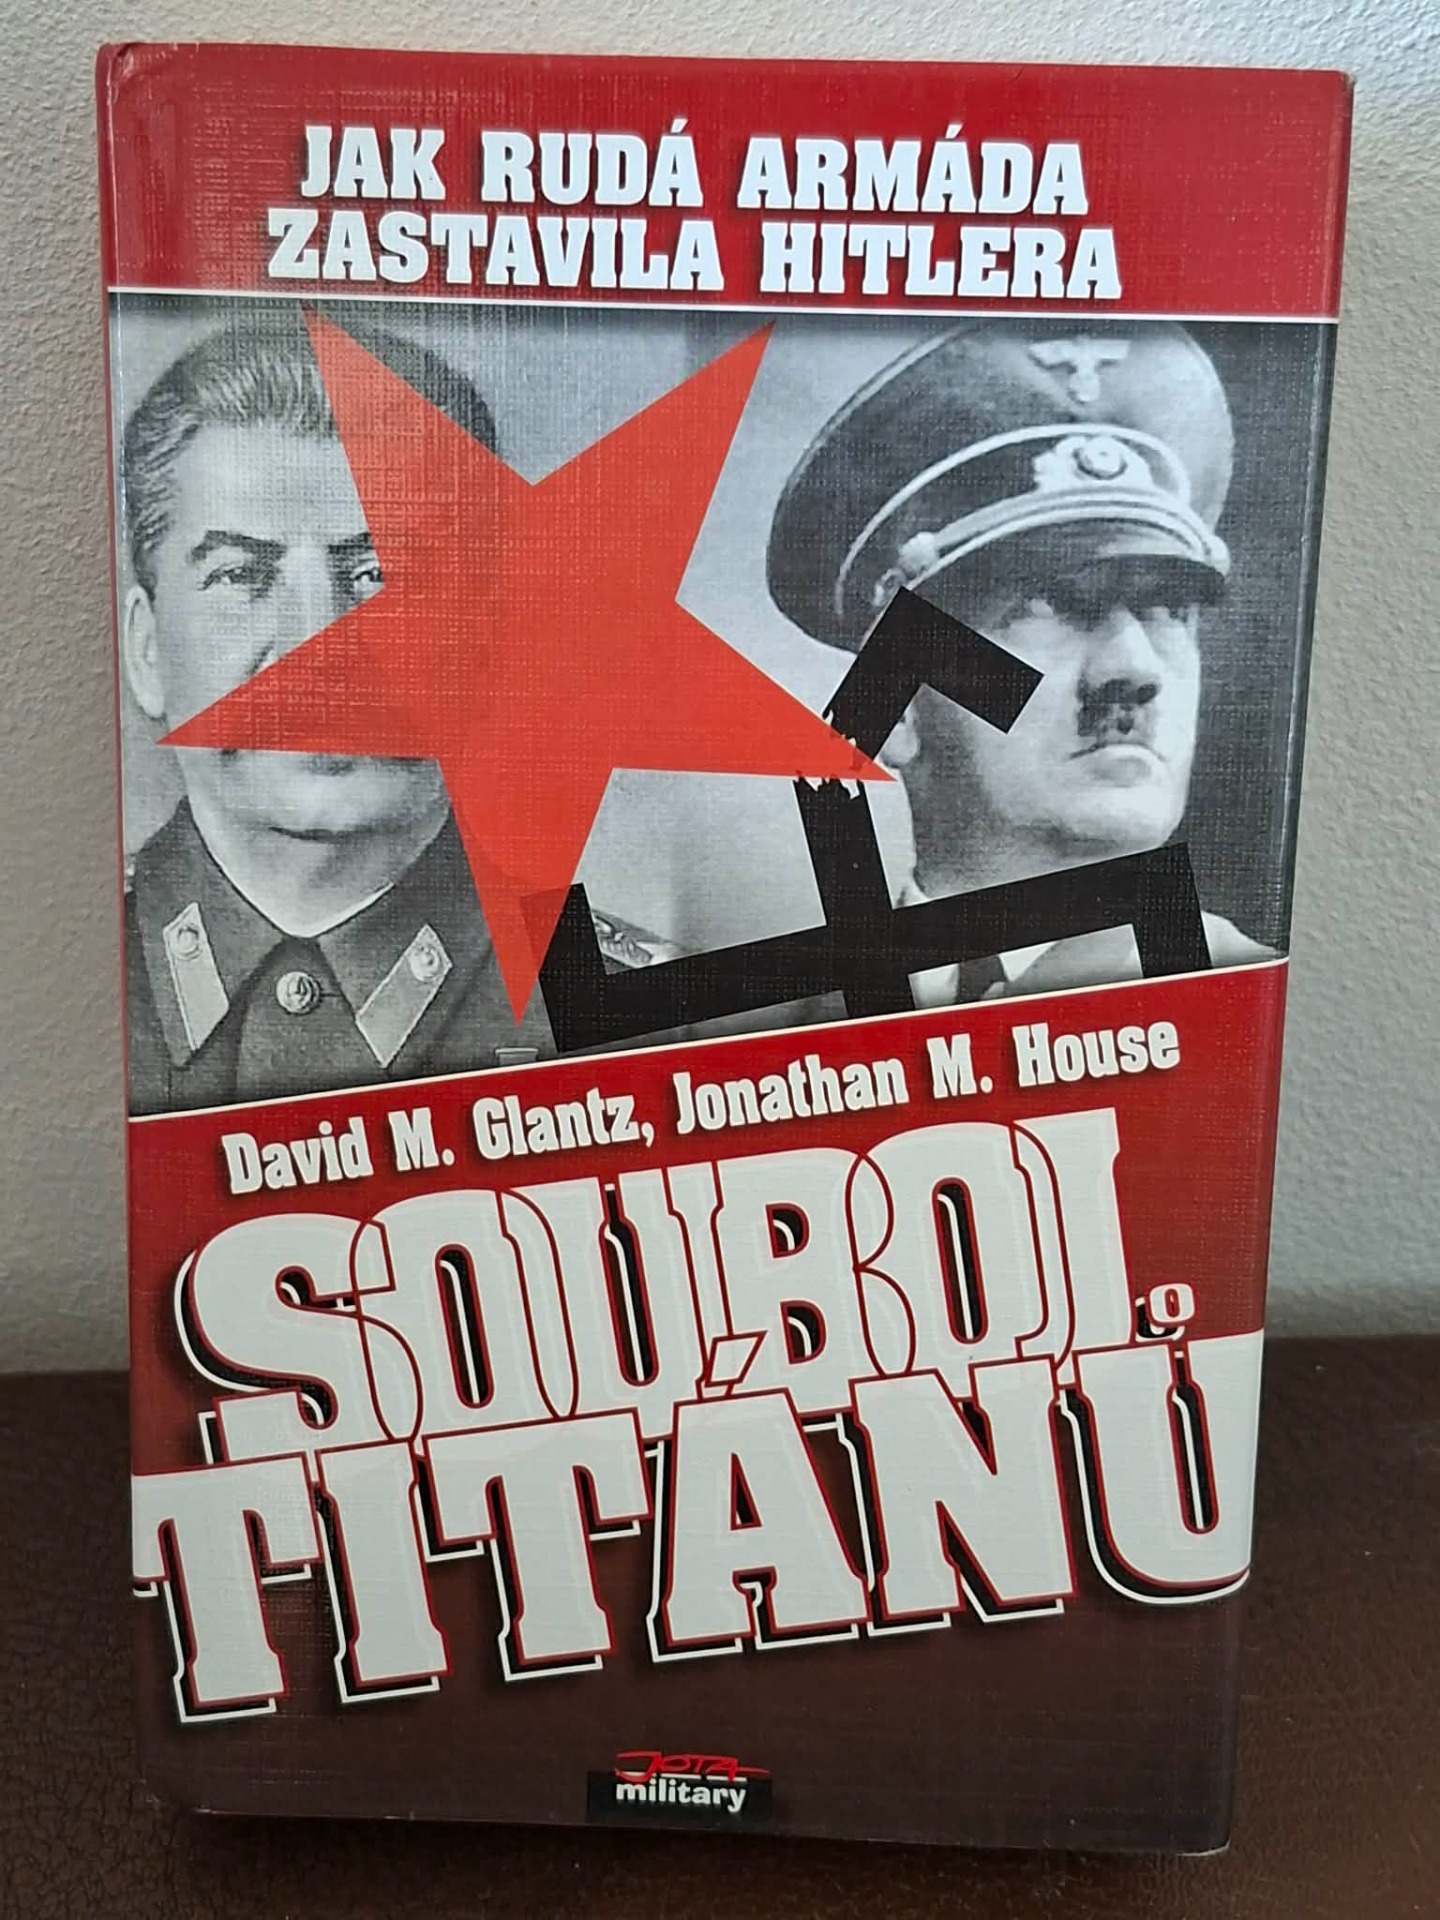 JAK RUDÁ ARMÁDA
ZASTAVILA HITLERA
David M. Glantz, Jonathan M. House
SOUBOJ
TITÁNŮ
JOTA
military